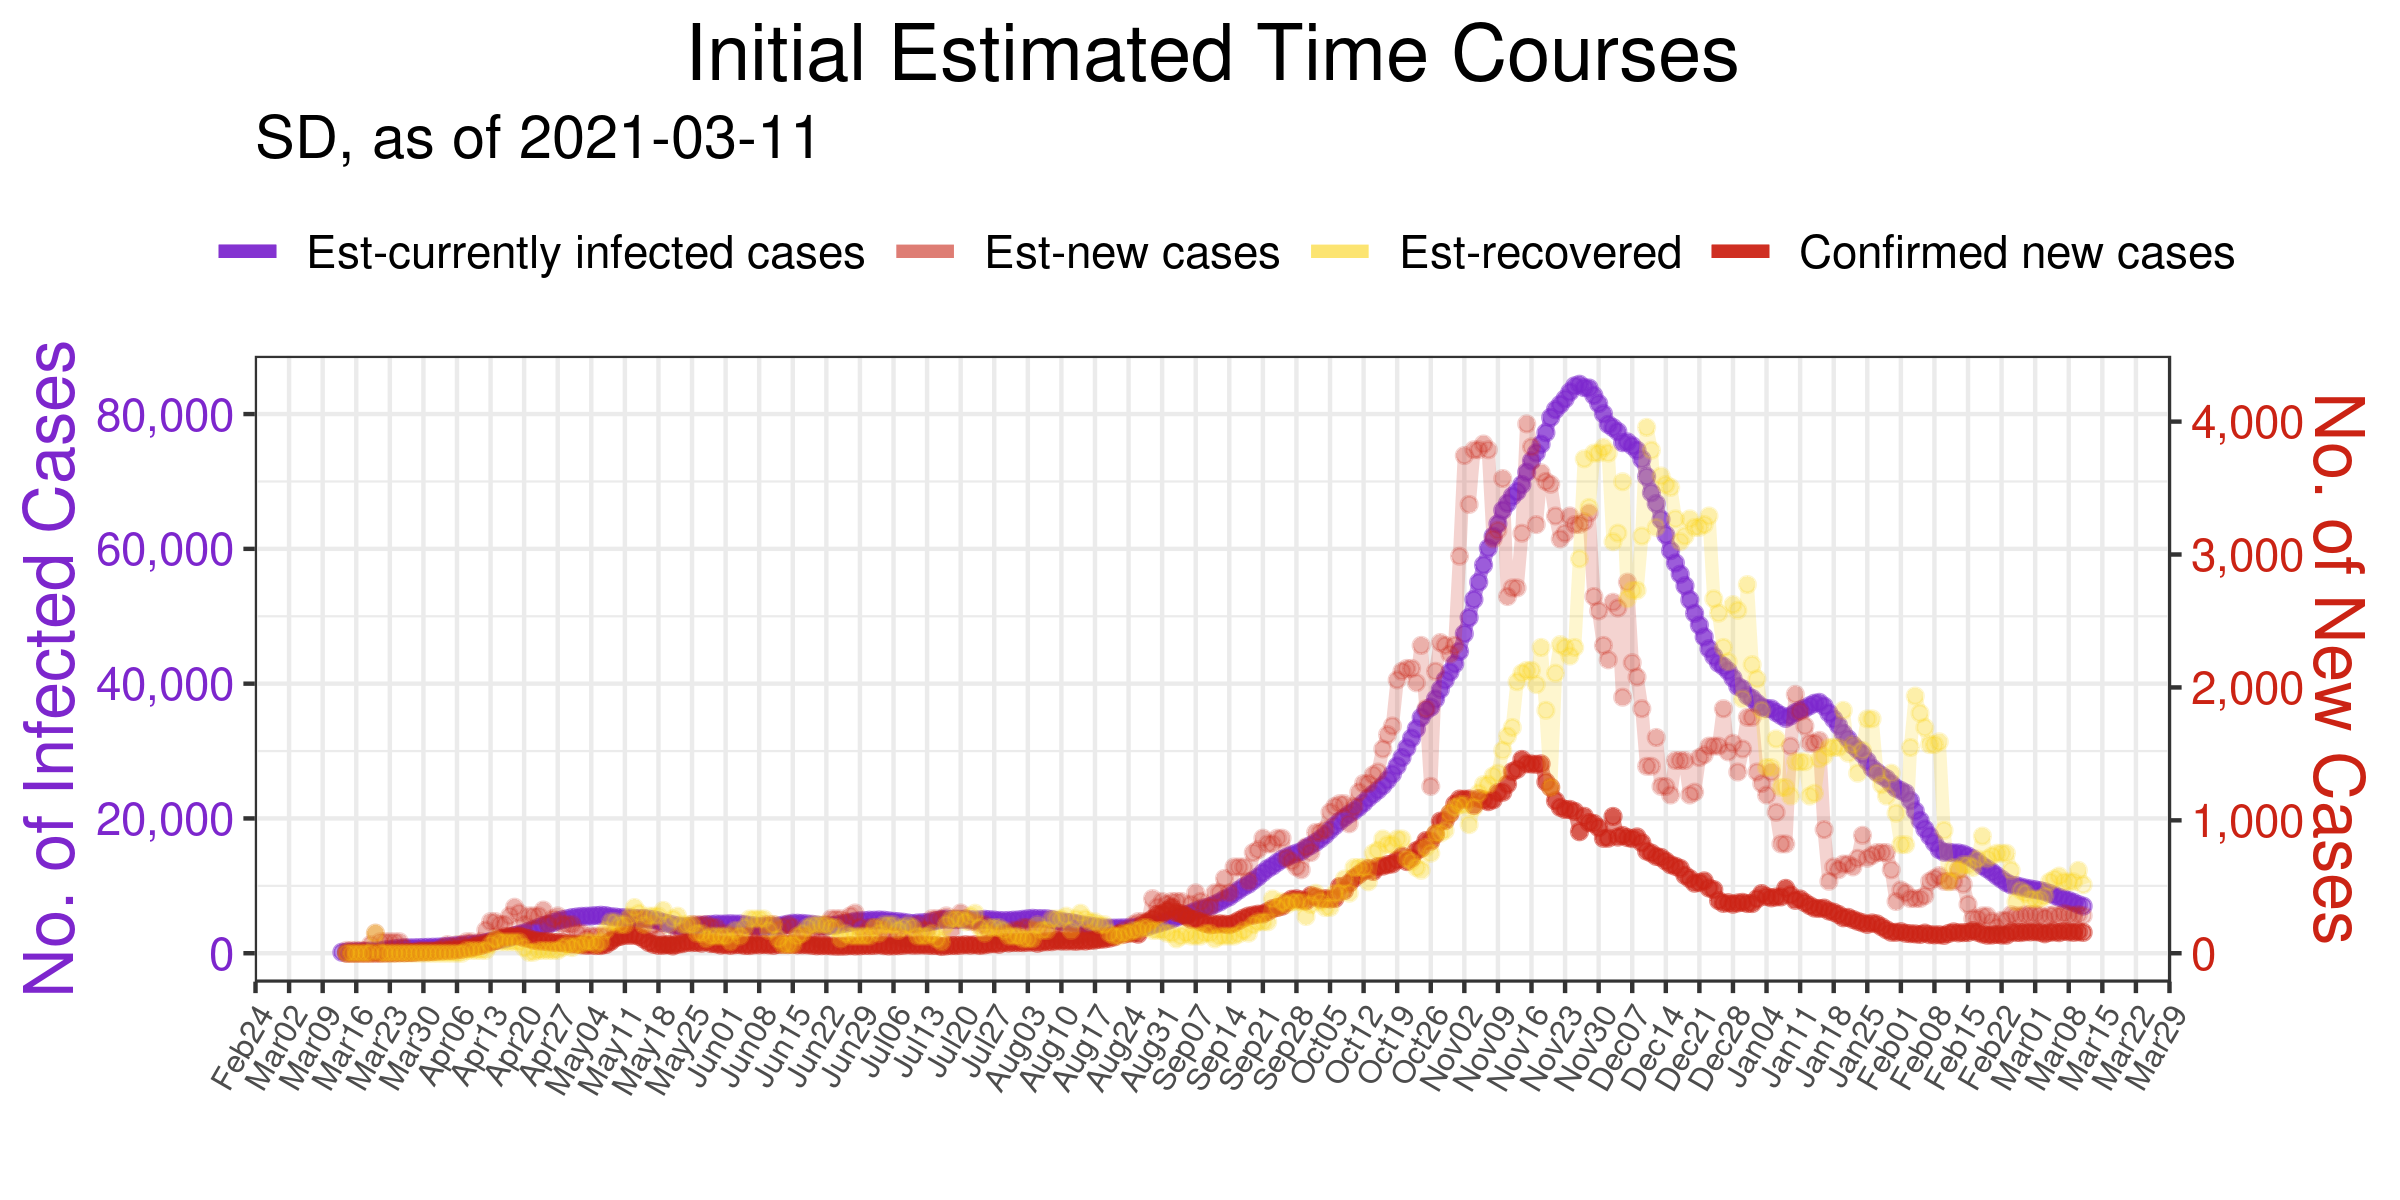 Initial Estimated Time Courses
SD, as of 2021-03-11
Est-currently infected cases Est-new cases Est-recovered Confirmed new cases
No. of Infected Cases
80,000
60,000
40,000
20,000
0
4,000
3,000
2,000
1,000
0
No. of New Cases
Feb24 Mar02 Mar09 Mar16 Mar23 Mar30 Apr06 Apr13 Apr20 Apr27 May04 May11 May18 May25 Jun01 Jun08 Jun15 Jun22 Jun29 Jul06 Jul13 Jul20 Jul27 Aug03 Aug10 Aug17 Aug24 Aug31 Sep07 Sep14 Sep21 Sep28 Oct05 Oct12 Oct19 Oct26 Nov02 Nov09 Nov16 Nov23 Nov30 Dec07 Dec14 Dec21 Dec28 Jan04 Jan11 Jan18 Jan25 Feb01 Feb08 Feb15 Feb22 Mar01 Mar08 Mar15 Mar22 Mar29